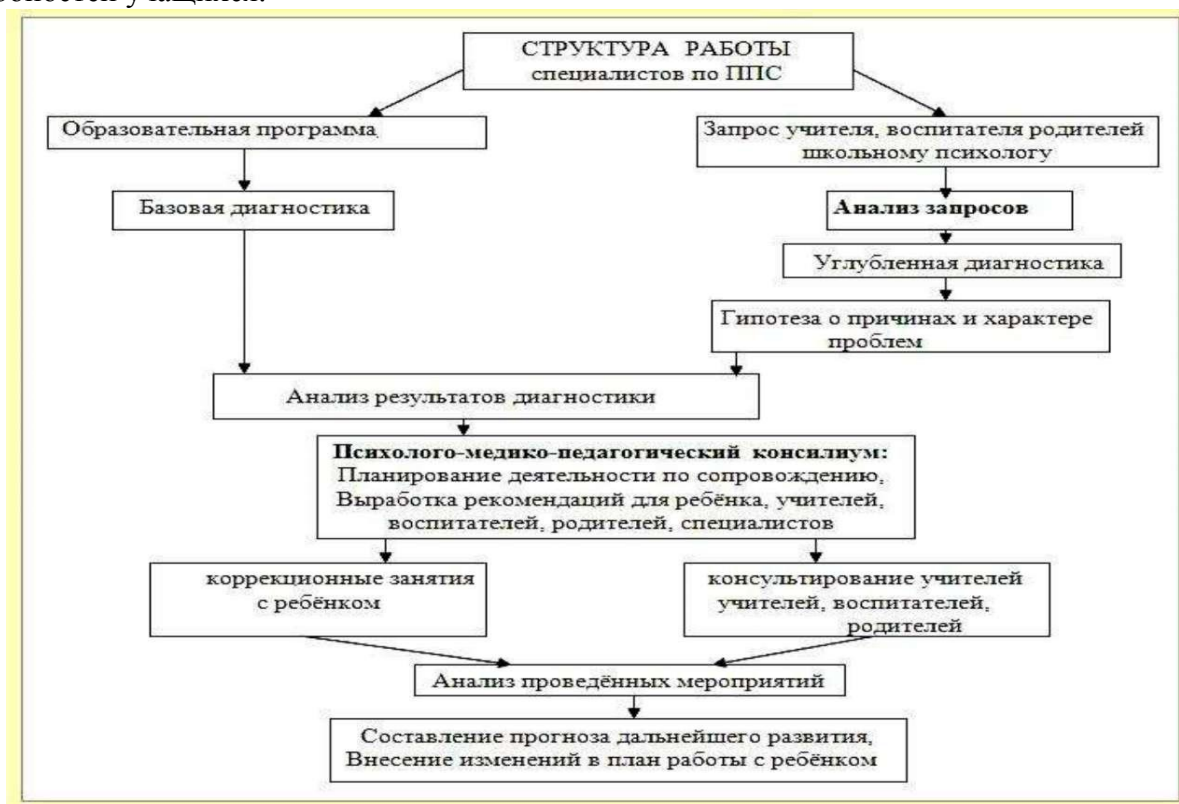 учащихся.
СТРУКТУРА РАБОТЫ
специалистов по ППС
Образовательная программа
Запрос учителя, воспитателя родителей
школьному психологу
Базовая диагностика
Анализ запросов
Углубленная диагностика
Гипотеза о причинах и характере
проблем
Анализ результатов диагностики
Психолого-медико-педагогический консилиум:
Планирование деятельности по сопровождению,
Выработка рекомендаций для ребёнка, учителей,
воспитателей, родителей, специалистов
коррекционные занятия
с ребёнком
консультирование учителей
учителей, воспитателей,
родителей
Анализ проведённых мероприятий
Составление прогноза дальнейшего развития,
Внесение изменений в план работы с ребёнком